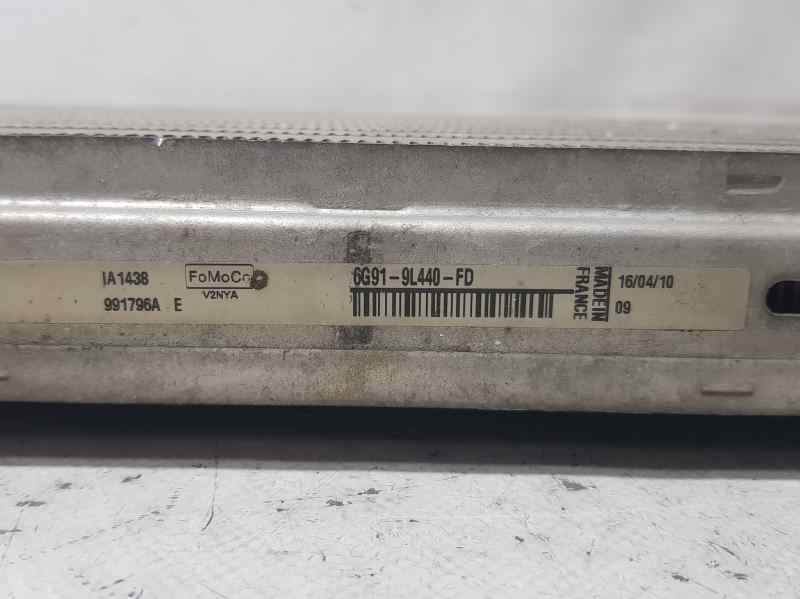 IA1438
991796A E
FoMoCo
V2NYA
6G91-9L440-FD
MADE IN
FRANCE
16/04/10
09